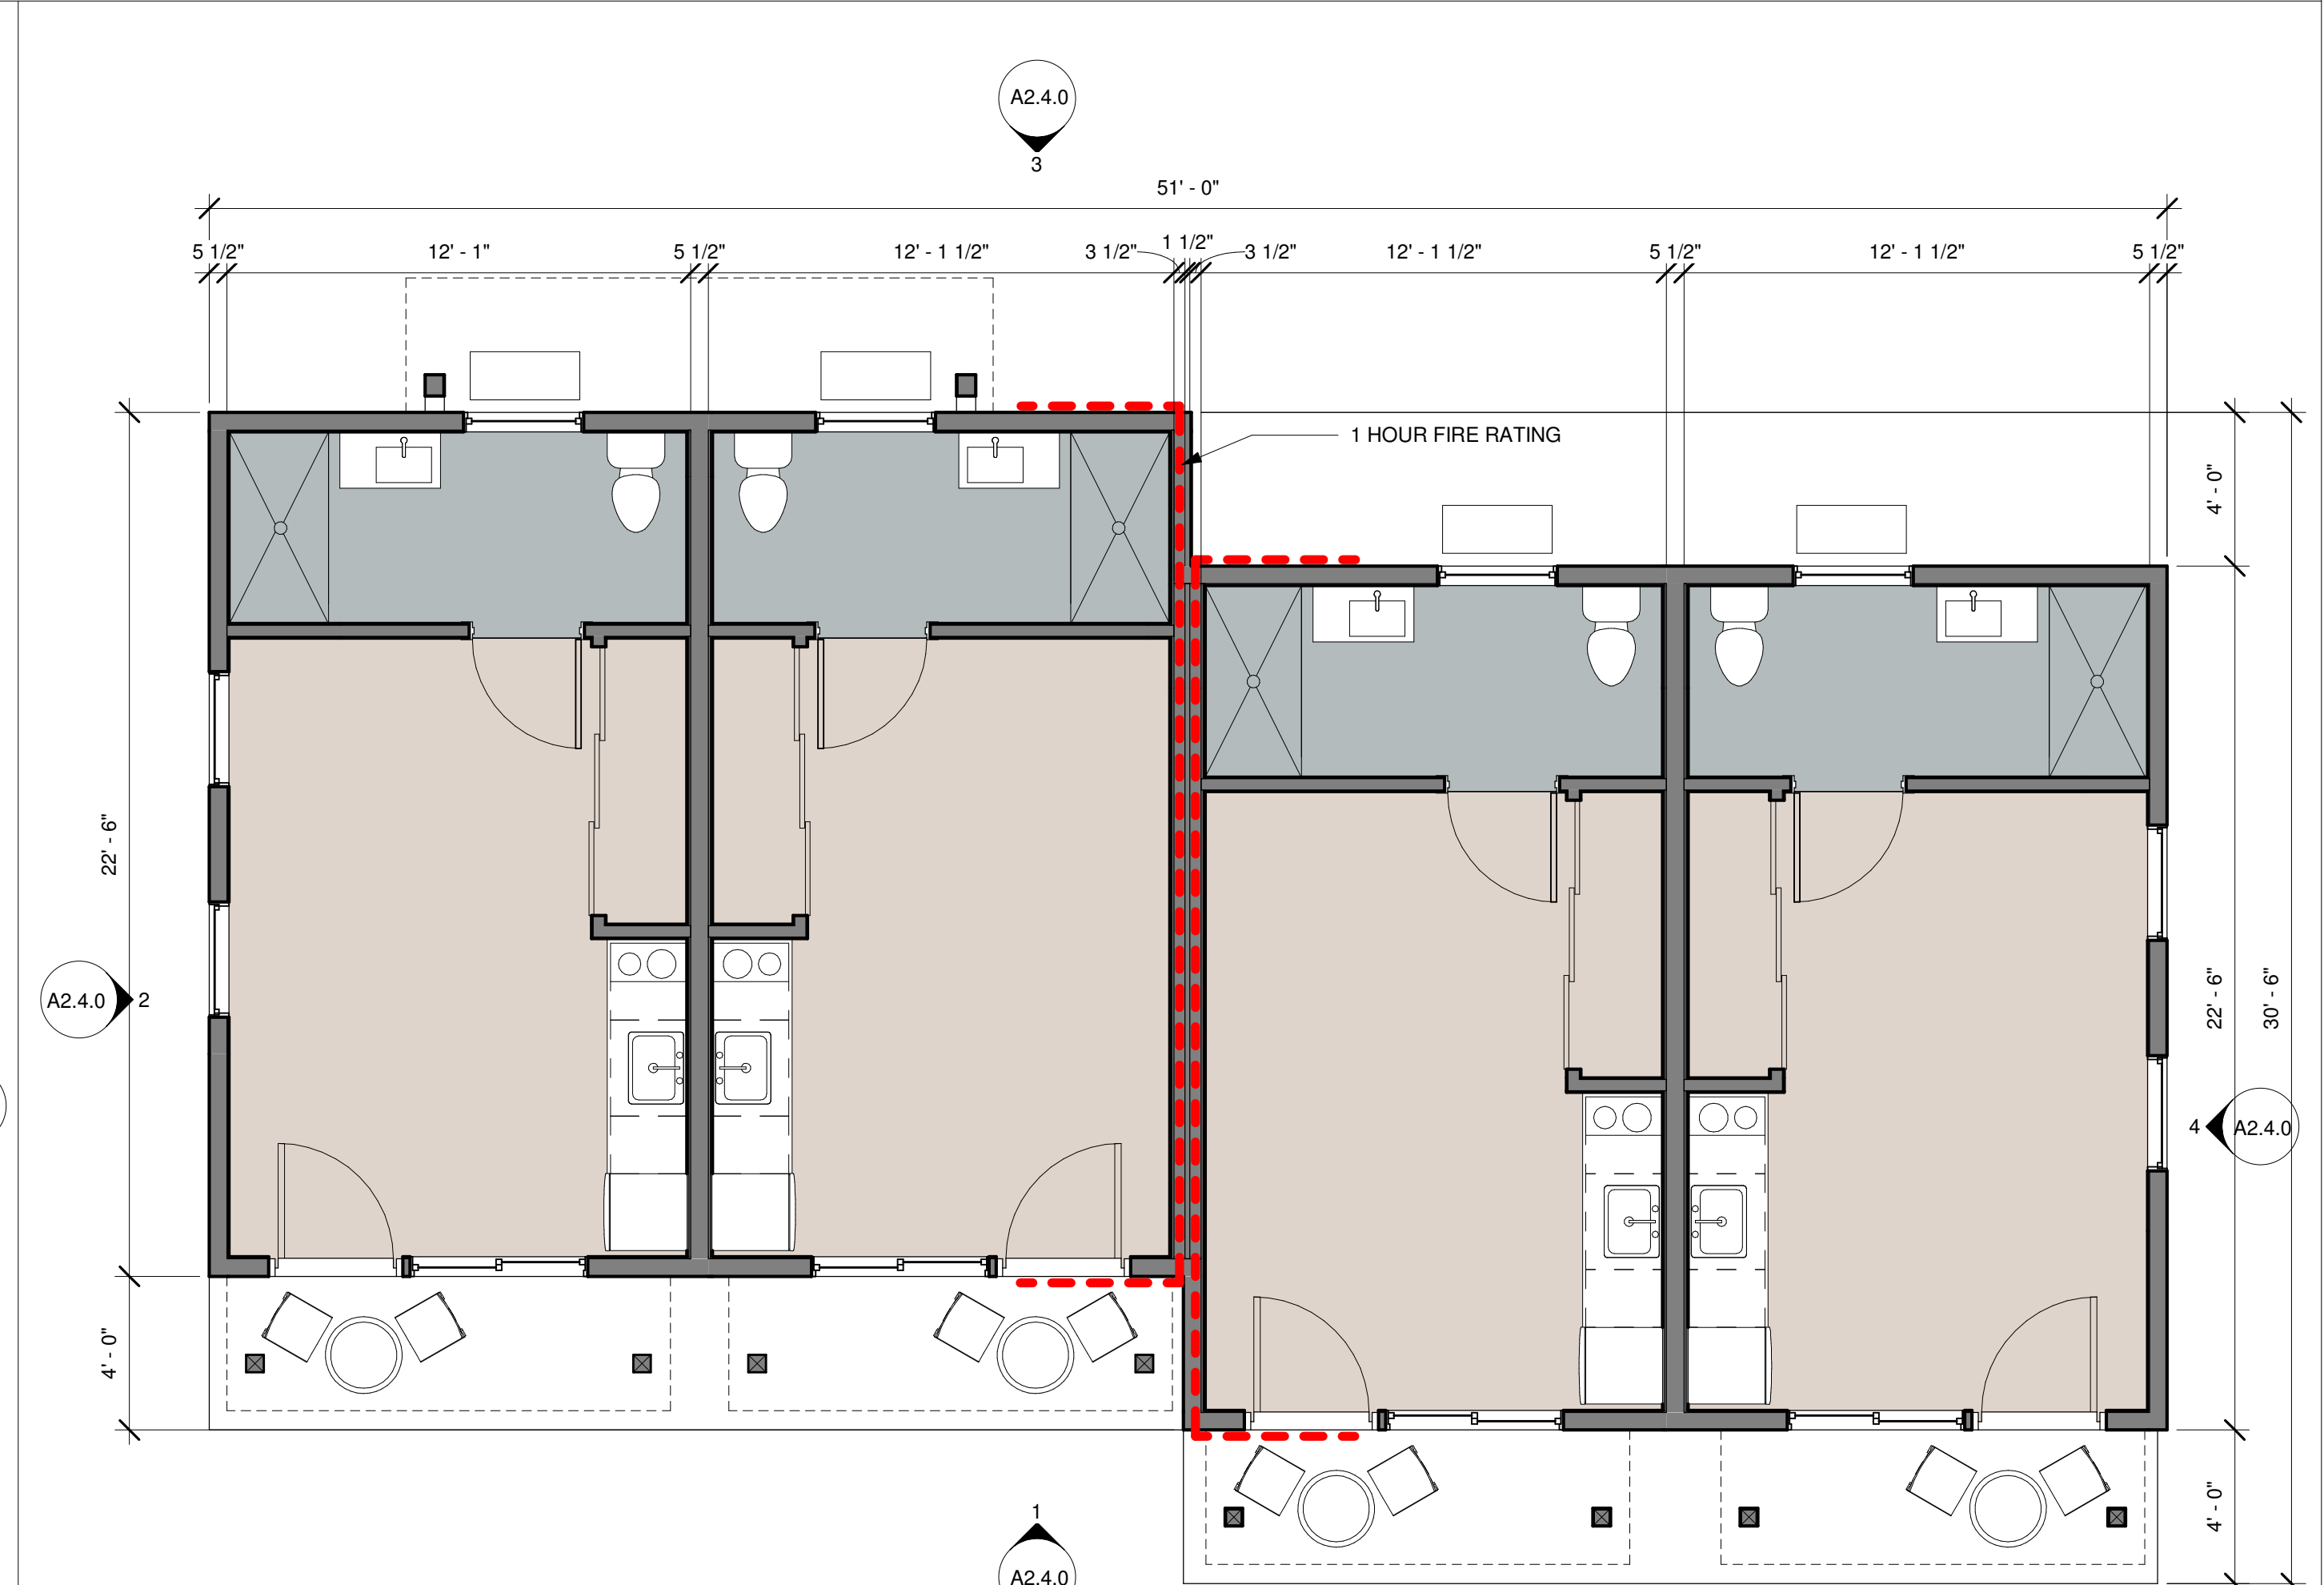 A2.4.0
3
51' - 0"
5 1/2" 12' - 1" 5 1/2" 12' - 1 1/2" 3 1/2" 1 1/2" 3 1/2" 12' - 1 1/2" 5 1/2" 12' - 1 1/2" 5 1/2"
1 HOUR FIRE RATING
4' - 0"
22' - 6"
A2.4.0 2
22' - 6"
30' - 6"
4 A2.4.0
4' - 0"
4' - 0"
1
A2.4.0